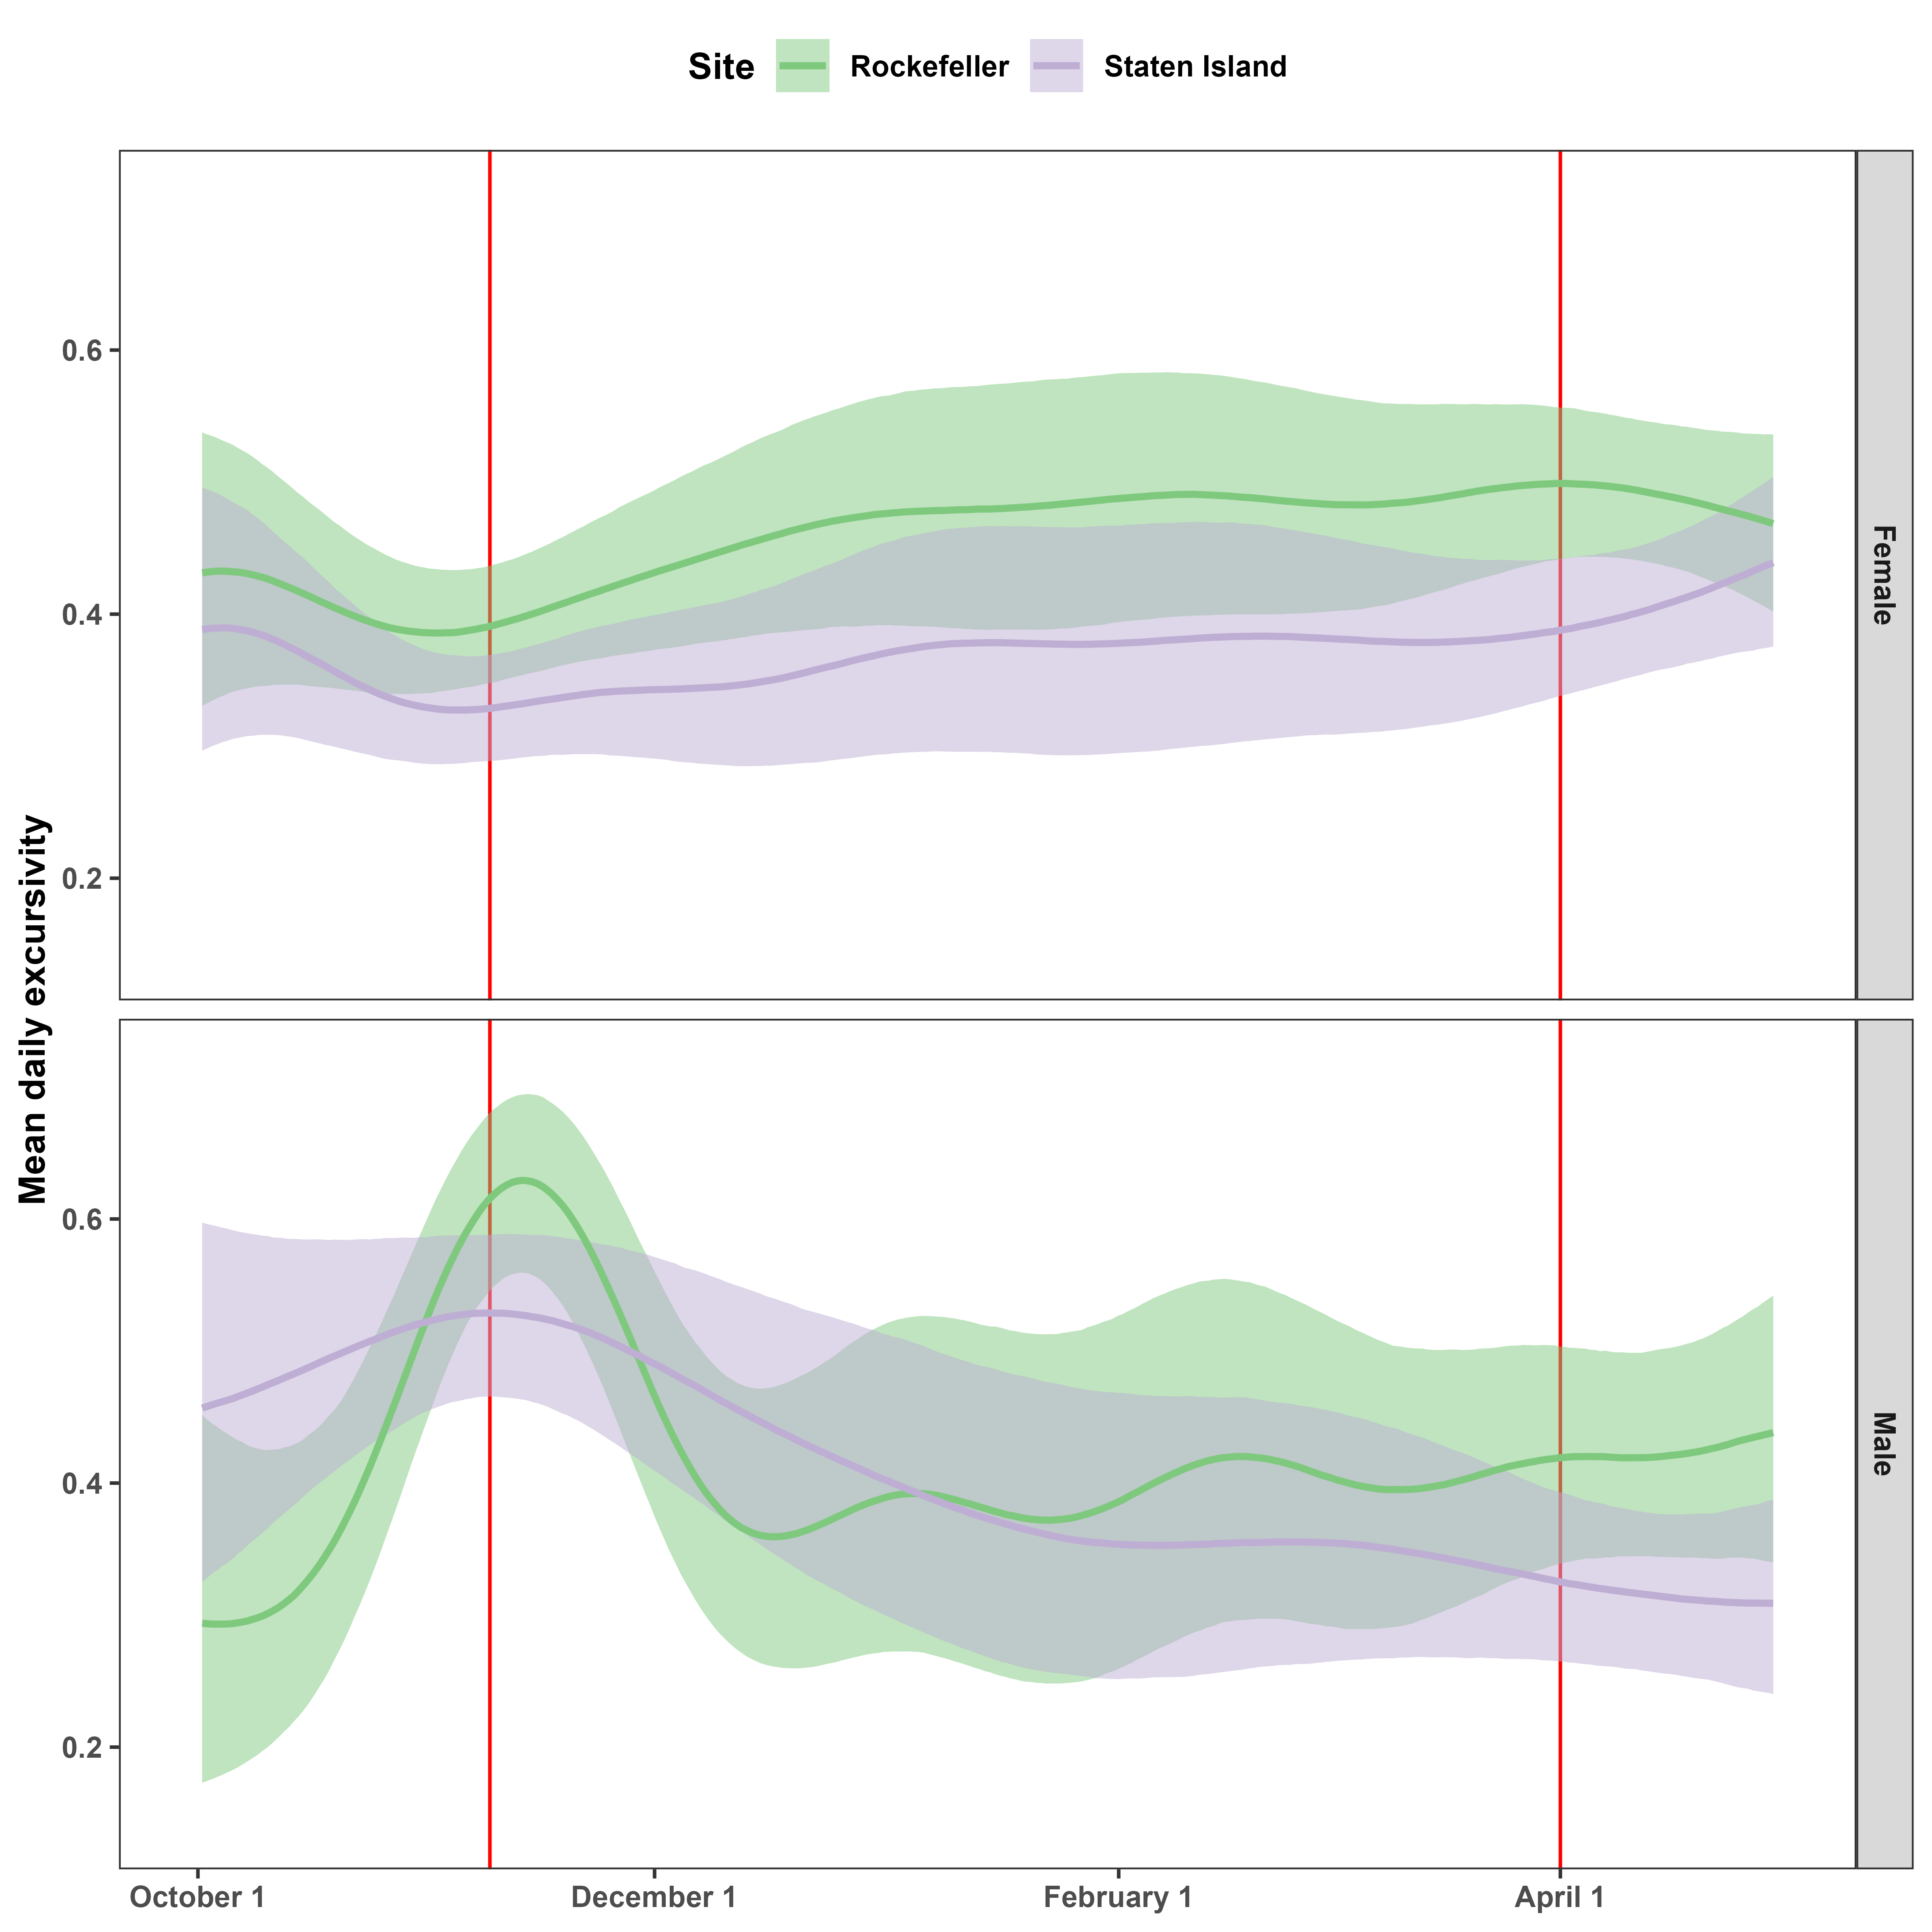 Site Rockefeller Staten Island
Mean daily excursivity
0.6
0.4
0.2
Female
0.6
0.4
0.2
Male
October 1 December 1 February 1 April 1